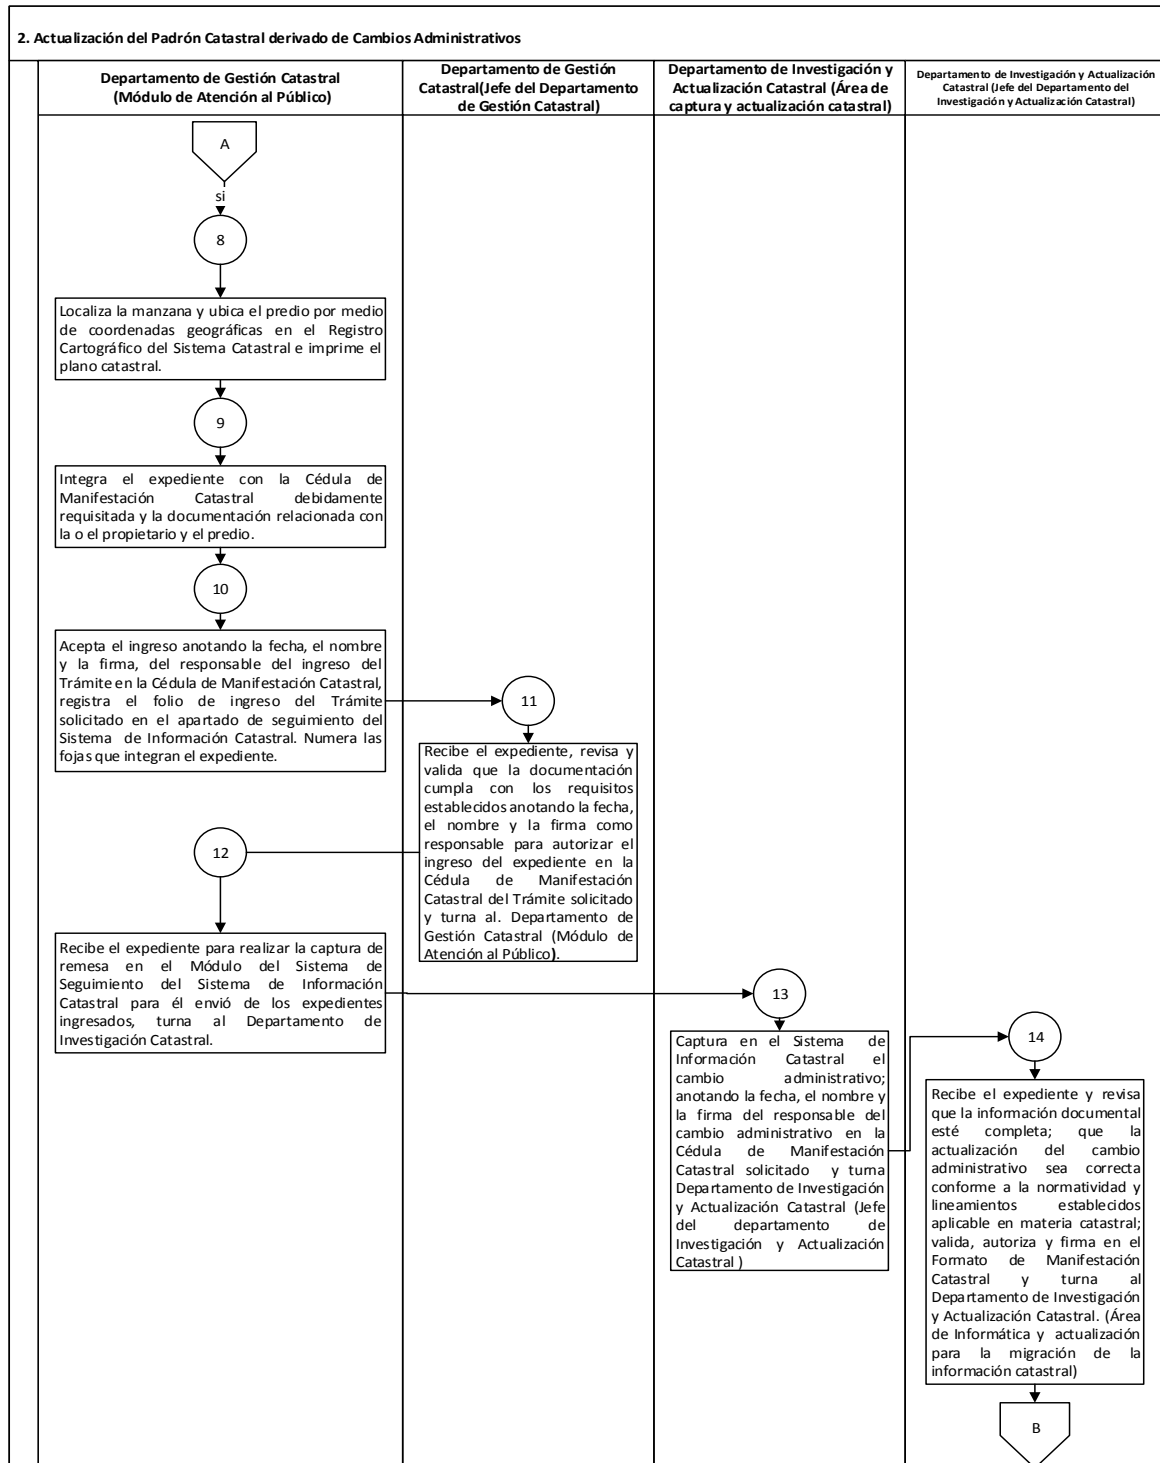 2. Actualización del Padrón Catastral derivado de Cambios Administrativos
Departamento de Gestión Catastral
(Módulo de Atención al Público)
Departamento de Gestión
Catastral(Jefe del Departamento
de Gestión Catastral)
Departamento de Investigación y
Actualización Catastral (Área de
captura y actualización catastral)
Departamento de Investigación y Actualización
Catastral (Jefe del Departamento del
Investigación y Actualización Catastral)
A
si
8
Localiza la manzana y ubica el predio por medio
de coordenadas geográficas en el Registro
Cartográfico del Sistema Catastral e imprime el
plano catastral.
9
Integra el expediente con la Cédula de
Manifestación Catastral debidamente
requisitada y la documentación relacionada con
la o el propietario y el predio.
10
Acepta el ingreso anotando la fecha, el nombre
y la firma, del responsable del ingreso del
Trámite en la Cédula de Manifestación Catastral,
registra el folio de ingreso del Trámite
solicitado en el apartado de seguimiento del
Sistema de Información Catastral. Numera las
fojas que integran el expediente.
11
Recibe el expediente, revisa y
valida que la documentación
cumpla con los requisitos
establecidos anotando la fecha,
el nombre y la firma como
responsable para autorizar el
ingreso del expediente en la
Cédula de Manifestación
Catastral del Trámite solicitado
y turna al. Departamento de
Gestión Catastral (Módulo de
Atención al Público).
12
Recibe el expediente para realizar la captura de
remesa en el Módulo del Sistema de
Seguimiento del Sistema de Información
Catastral para él envió de los expedientes
ingresados, turna al Departamento de
Investigación Catastral.
13
Captura en el Sistema de
Información Catastral el
cambio administrativo;
anotando la fecha, el nombre y
la firma del responsable del
cambio administrativo en la
Cédula de Manifestación
Catastral solicitado y turna
Departamento de Investigación
y Actualización Catastral (Jefe
del departamento de
Investigación y Actualización
Catastral )
14
Recibe el expediente y revisa
que la información documental
esté completa; que la
actualización del cambio
administrativo sea correcta
conforme a la normatividad y
lineamientos establecidos
aplicable en materia catastral;
valida, autoriza y firma en el
Formato de Manifestación
Catastral y turna al
Departamento de Investigación
y Actualización Catastral. (Área
de Informática y actualización
para la migración de la
información catastral)
B